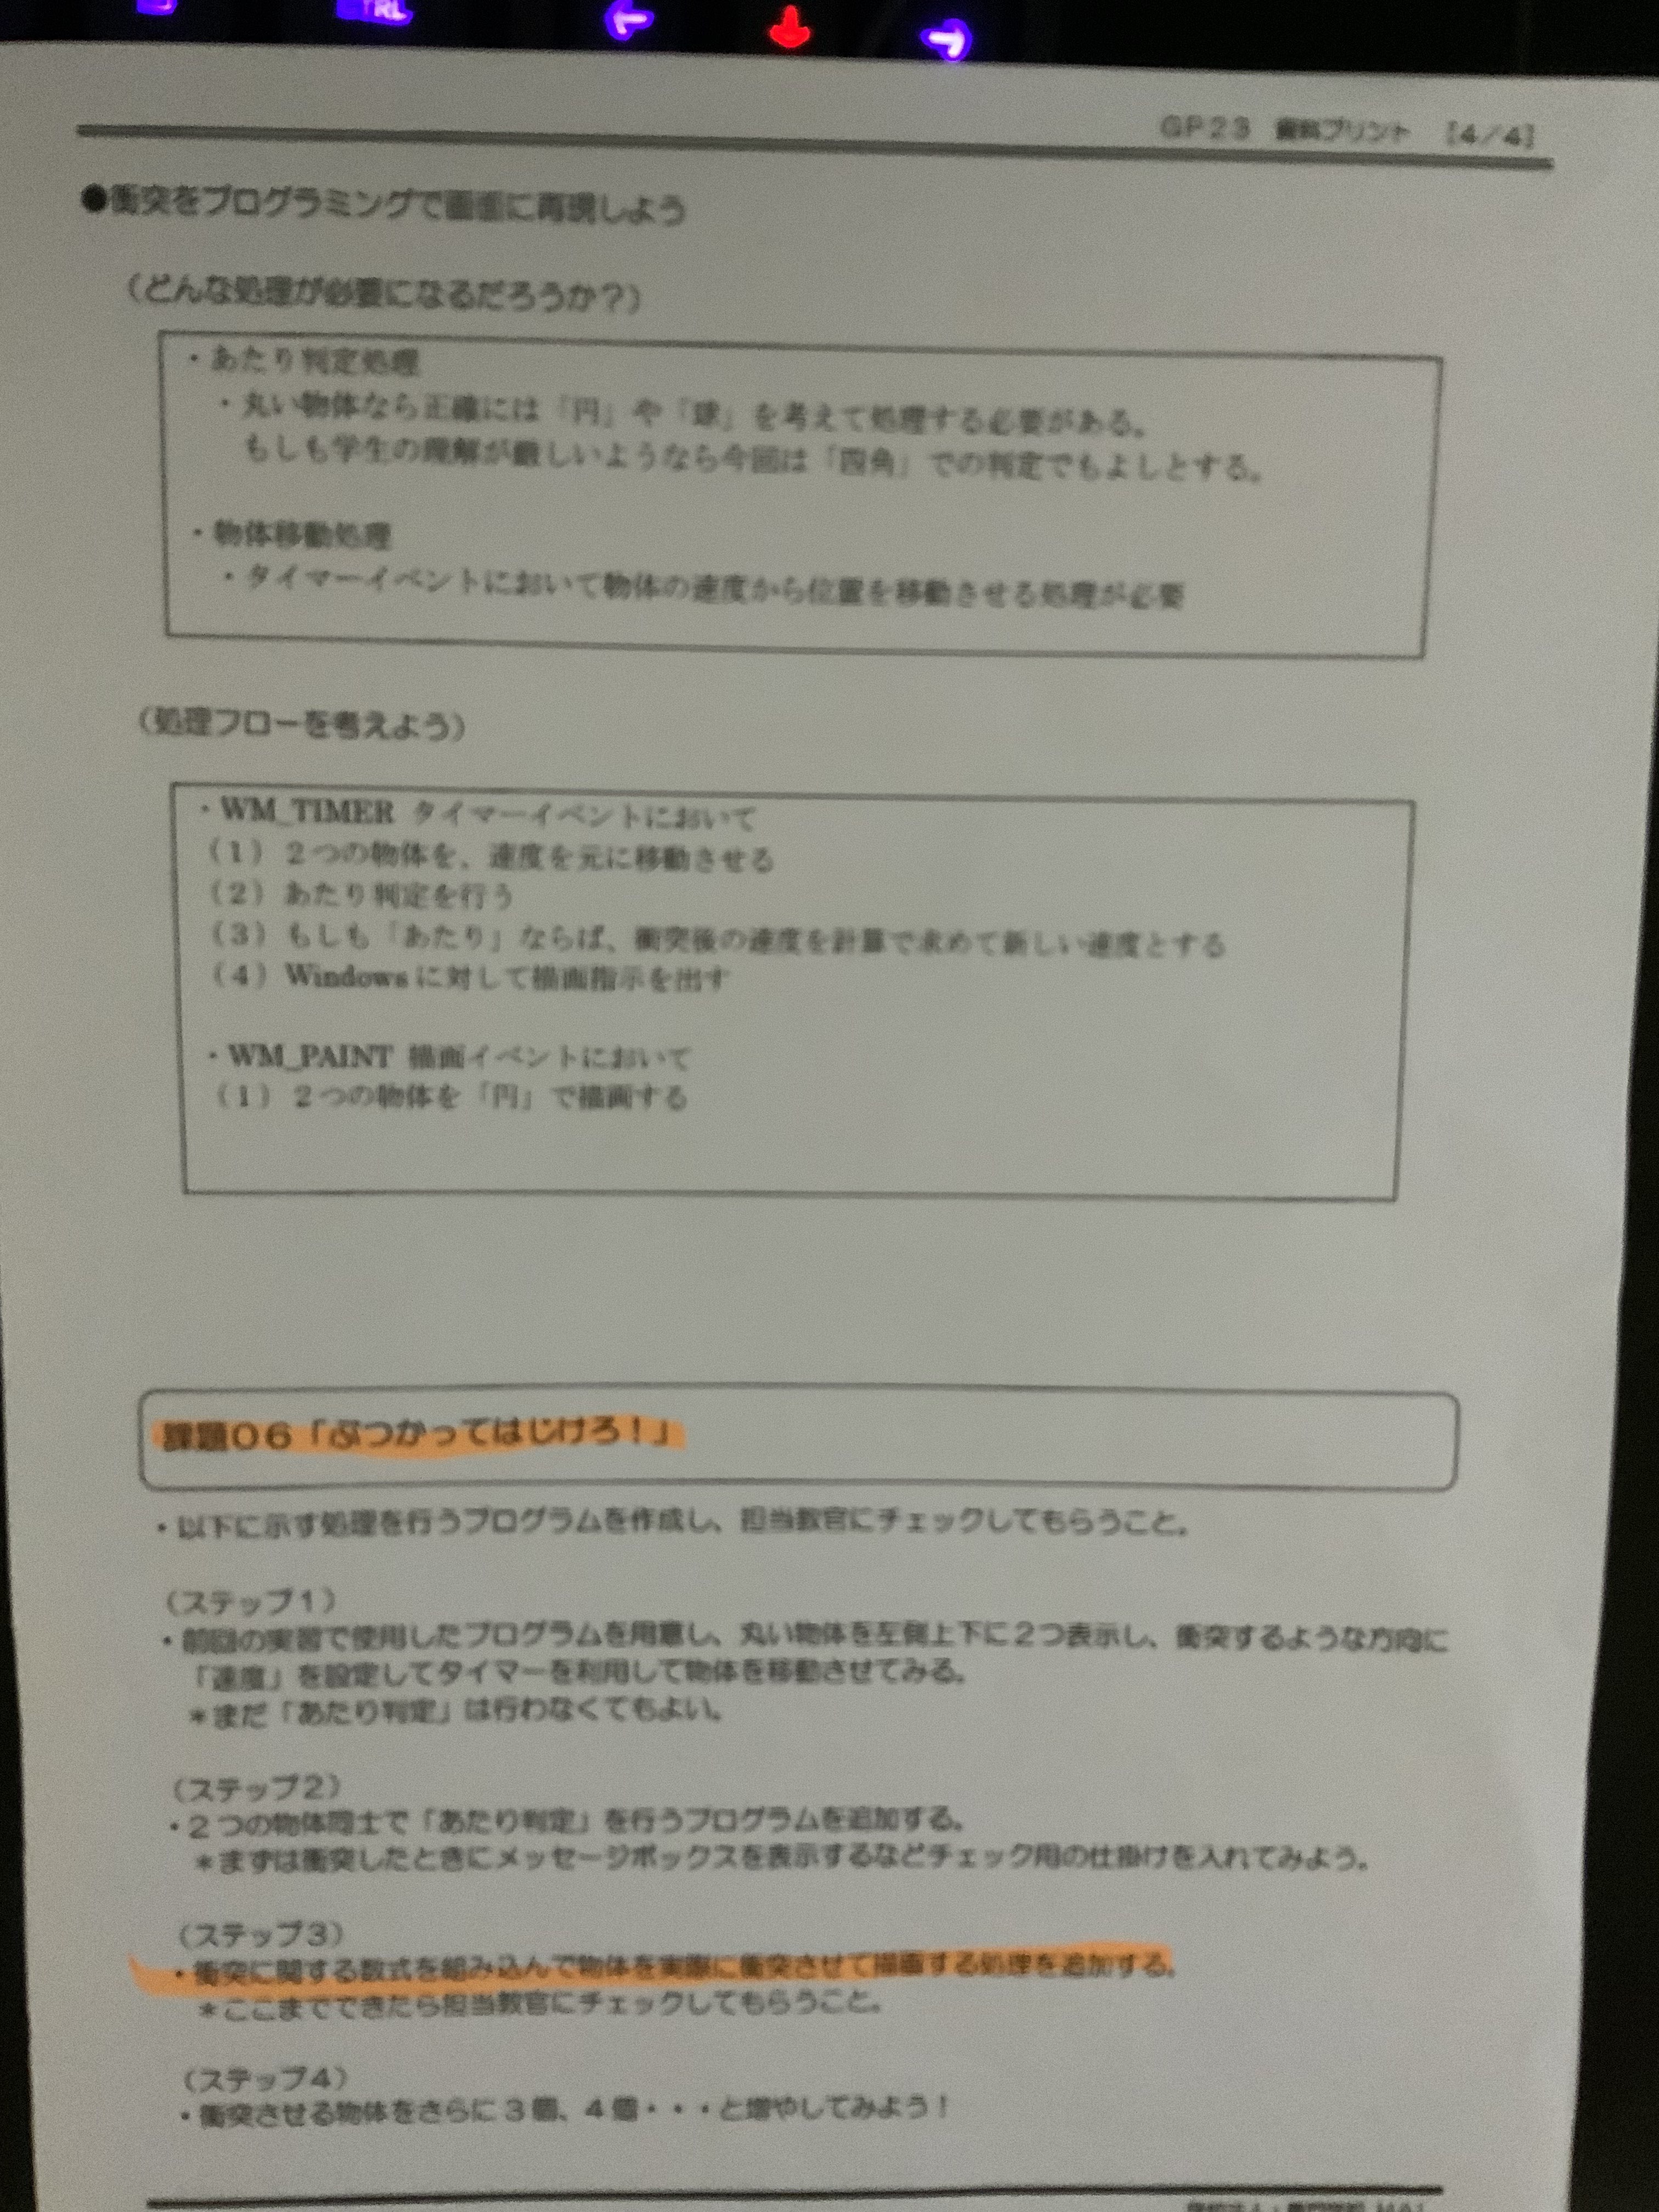 CTRL
GP23 資料プリント [4/4]
●衝突をプログラミングで画面に再現しよう
(どんな処理が必要になるだろうか?)
・あたり判定処理
・丸い物体なら正確には「円」や「球」を考えて処理する必要がある。
もしも学生の理解が厳しいようなら今回は「四角」での判定でもよしとする。
・物体移動処理
・タイマーイベントにおいて物体の速度から位置を移動させる処理が必要
(処理フローを考えよう)
・WM_TIMER タイマーイベントにおいて
(1)2つの物体を、速度を元に移動させる
(2)あたり判定を行う
(3)もしも「あたり」ならば、衝突後の速度を計算で求めて新しい速度とする
(4)Windowsに対して描画指示を出す
・WM_PAINT 描画イベントにおいて
(1)2つの物体を「円」で描画する
課題06「ぶつかってはじけろ!」
・以下に示す処理を行うプログラムを作成し、担当教官にチェックしてもらうこと。
(ステップ1)
・前回の実習で使用したプログラムを用意し、丸い物体を左側上下に2つ表示し、衝突するような方向に
「速度」を設定してタイマーを利用して物体を移動させてみる。
*まだ「あたり判定」は行わなくてもよい。
(ステップ2)
・2つの物体同士で「あたり判定」を行うプログラムを追加する。
*まずは衝突したときにメッセージボックスを表示するなどチェック用の仕掛けを入れてみよう。
(ステップ3)
・衝突に関する数式を組み込んで物体を実際に衝突させて描画する処理を追加する。
*ここまでできたら担当教官にチェックしてもらうこと。
(ステップ4)
・衝突させる物体をさらに3個、4個・・・と増やしてみよう!